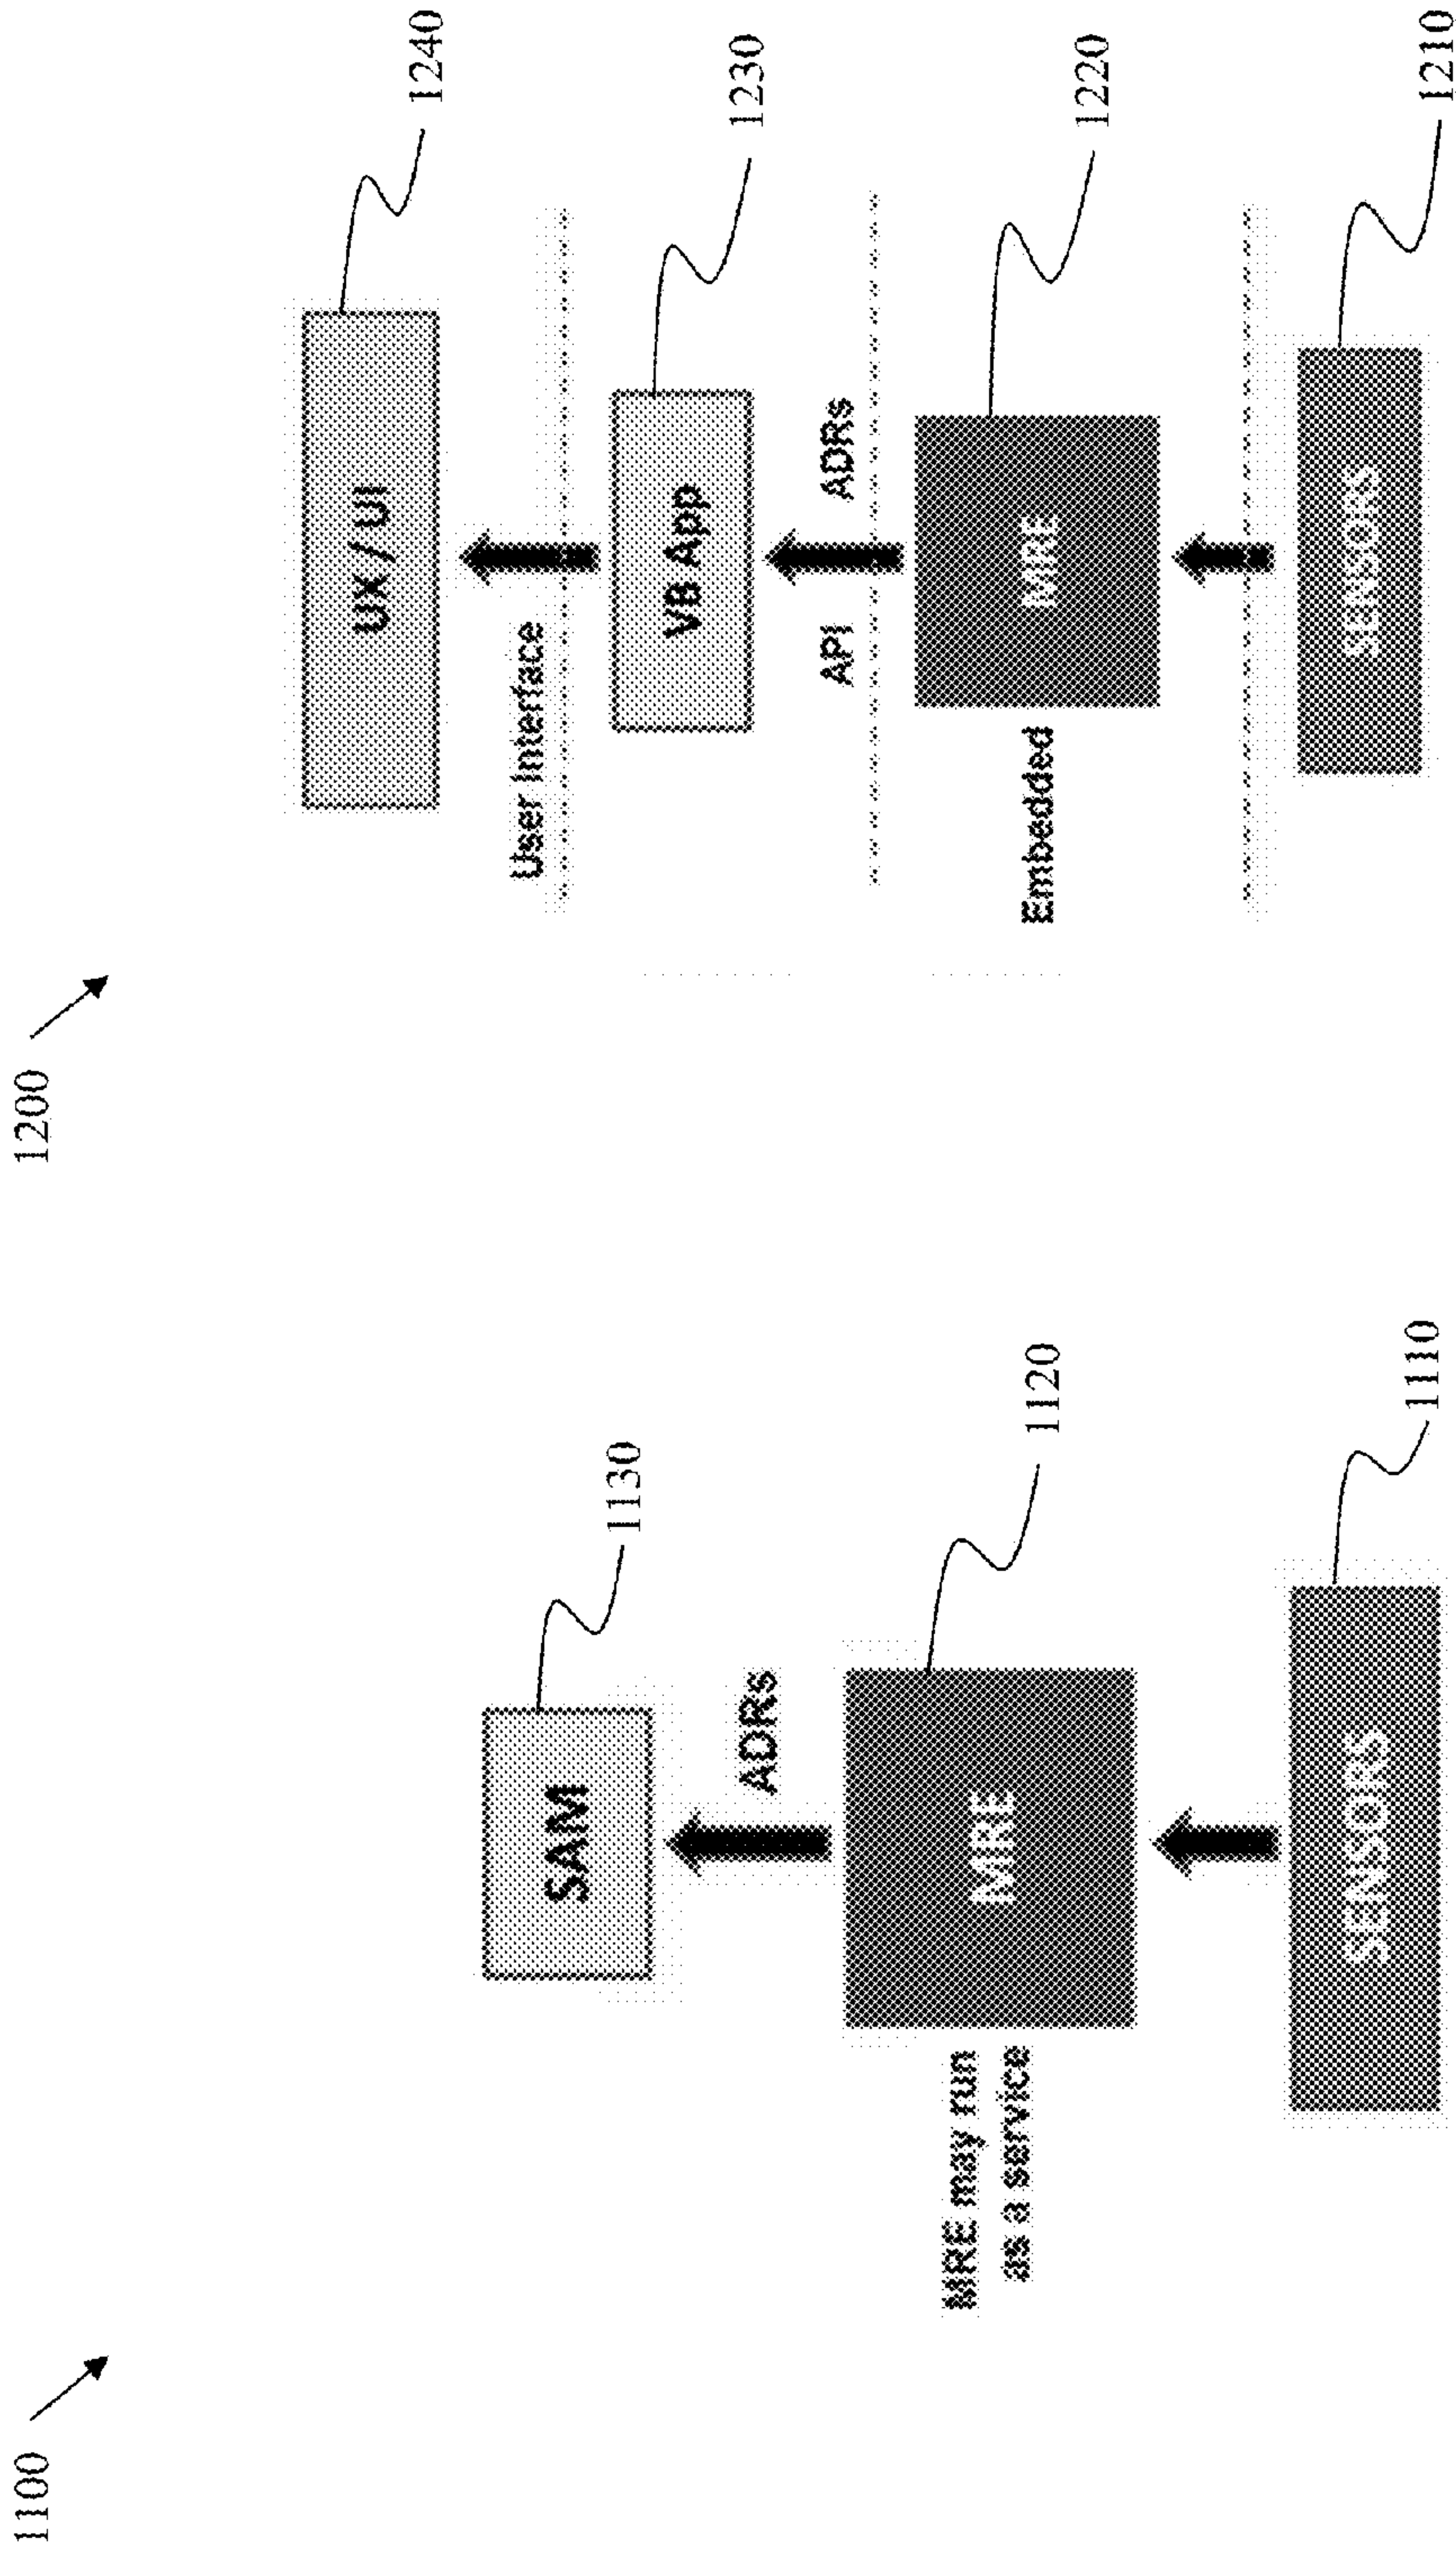 1100
SAM
1130
ADRs
MRE may run
as a service
MRE
1120
SENSORS
1110
1200
UX / UI
1240
User Interface
VB App
1230
API
ADRs
Embedded
MRE
1220
SENSORS
1210